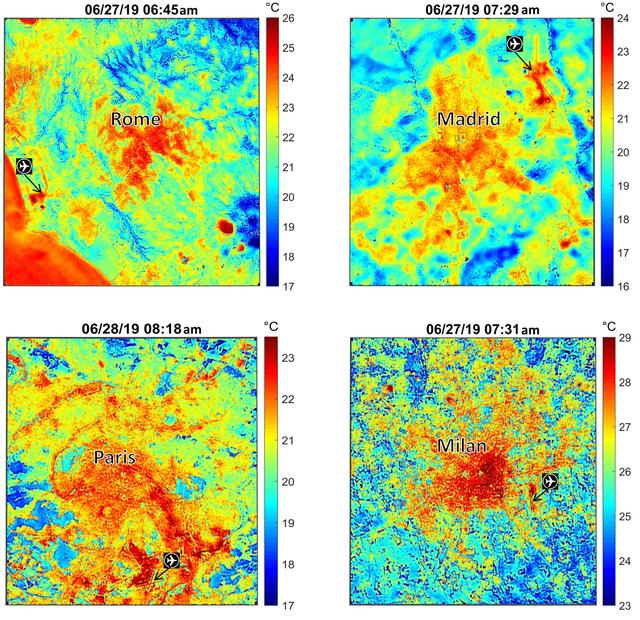 06/27/19 06:45am
°C
26
25
24
23
22
21
20
19
18
17
Rome
06/27/19 07:29am
°C
24
23
22
21
20
19
18
17
16
Madrid
06/28/19 08:18am
°C
23
22
21
20
19
18
17
Paris
06/27/19 07:31am
°C
29
28
27
26
25
24
23
Milan